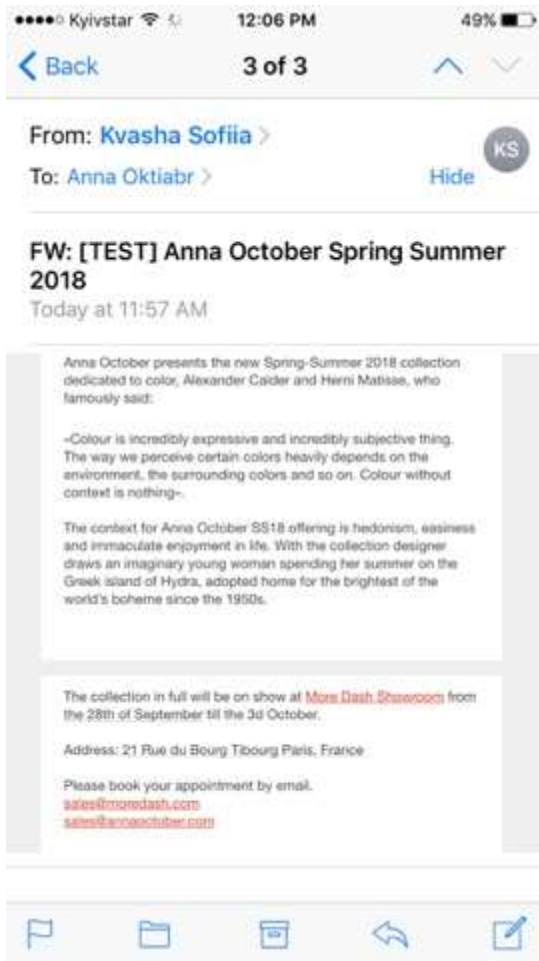 Kyivstar 12:06 PM 49%
Back 3 of 3
From: Kvasha Sofiia
KS
To: Anna Oktiabr Hide
FW: [TEST] Anna October Spring Summer
2018
Today at 11:57 AM
Anna October presents the new Spring-Summer 2018 collection
dedicated to color, Alexander Calder and Herni Matisse, who
famously said:
«Colour is incredibly expressive and incredibly subjective thing.
The way we perceive certain colors heavily depends on the
environment, the surrounding colors and so on. Colour without
context is nothing».
The context for Anna October SS18 offering is hedonism, easiness
and immaculate enjoyment in life. With the collection designer
draws an imaginary young woman spending her summer on the
Greek island of Hydra, adopted home for the brightest of the
world's boheme since the 1950s.
The collection in full will be on show at More Dash Showroom from
the 28th of September till the 3d October.
Address: 21 Rue du Bourg Tibourg Paris, France
Please book your appointment by email.
sales@moredash.com
sales@annaoctober.com